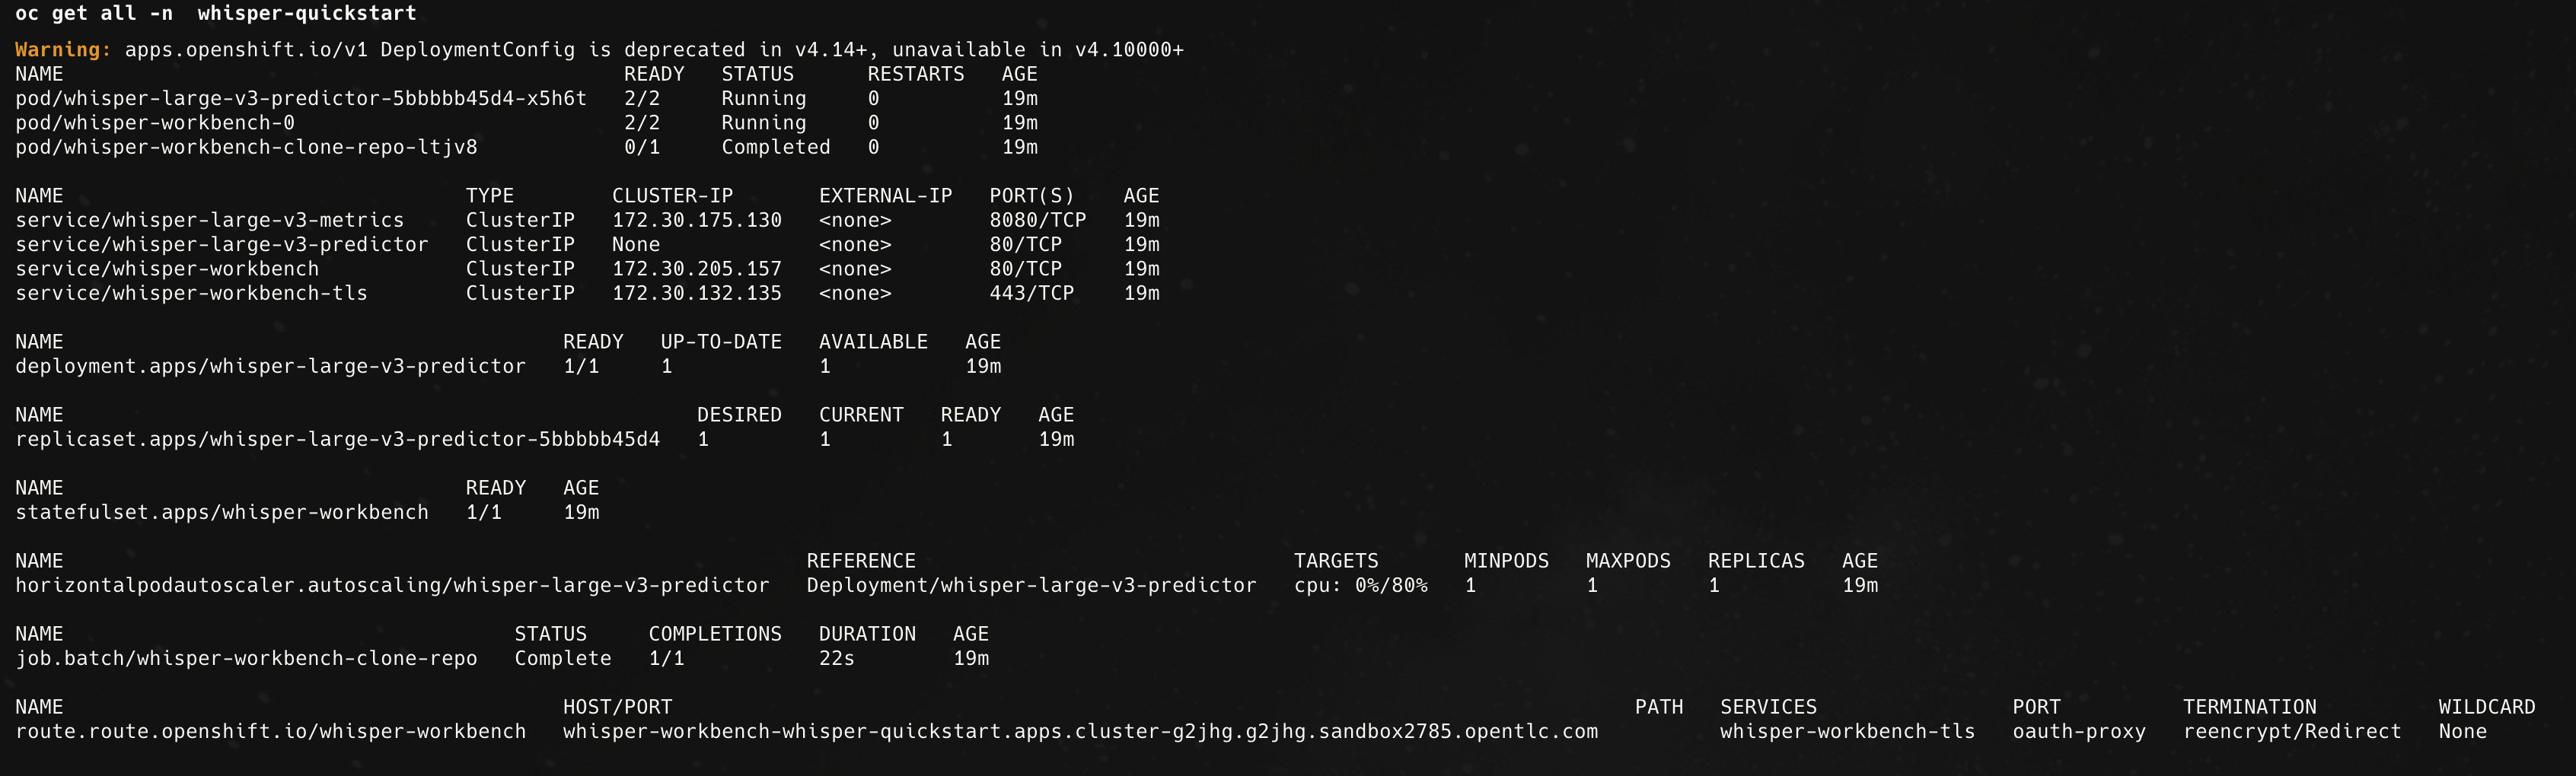 oc get all -n  whisper-quickstart
Warning: apps.openshift.io/v1 DeploymentConfig is deprecated in v4.14+, unavailable in v4.10000+
NAME                                              READY   STATUS      RESTARTS   AGE
pod/whisper-large-v3-predictor-5bbbbb45d4-x5h6t   2/2     Running     0          19m
pod/whisper-workbench-0                           2/2     Running     0          19m
pod/whisper-workbench-clone-repo-ltjv8            0/1     Completed   0          19m

NAME                                 TYPE        CLUSTER-IP       EXTERNAL-IP   PORT(S)    AGE
service/whisper-large-v3-metrics     ClusterIP   172.30.175.130   <none>        8080/TCP   19m
service/whisper-large-v3-predictor   ClusterIP   None             <none>        80/TCP     19m
service/whisper-workbench            ClusterIP   172.30.205.157   <none>        80/TCP     19m
service/whisper-workbench-tls        ClusterIP   172.30.132.135   <none>        443/TCP    19m

NAME                                         READY   UP-TO-DATE   AVAILABLE   AGE
deployment.apps/whisper-large-v3-predictor   1/1     1            1           19m

NAME                                                    DESIRED   CURRENT   READY   AGE
replicaset.apps/whisper-large-v3-predictor-5bbbbb45d4   1         1         1       19m

NAME                                 READY   AGE
statefulset.apps/whisper-workbench   1/1     19m

NAME                                                             REFERENCE                             TARGETS       MINPODS   MAXPODS   REPLICAS   AGE
horizontalpodautoscaler.autoscaling/whisper-large-v3-predictor   Deployment/whisper-large-v3-predictor   cpu: 0%/80%   1         1         1          19m

NAME                                     STATUS     COMPLETIONS   DURATION   AGE
job.batch/whisper-workbench-clone-repo   Complete   1/1           22s        19m

NAME                                         HOST/PORT                                                                              PATH   SERVICES                PORT          TERMINATION         WILDCARD
route.route.openshift.io/whisper-workbench   whisper-workbench-whisper-quickstart.apps.cluster-g2jhg.g2jhg.sandbox2785.opentlc.com          whisper-workbench-tls   oauth-proxy   reencrypt/Redirect   None